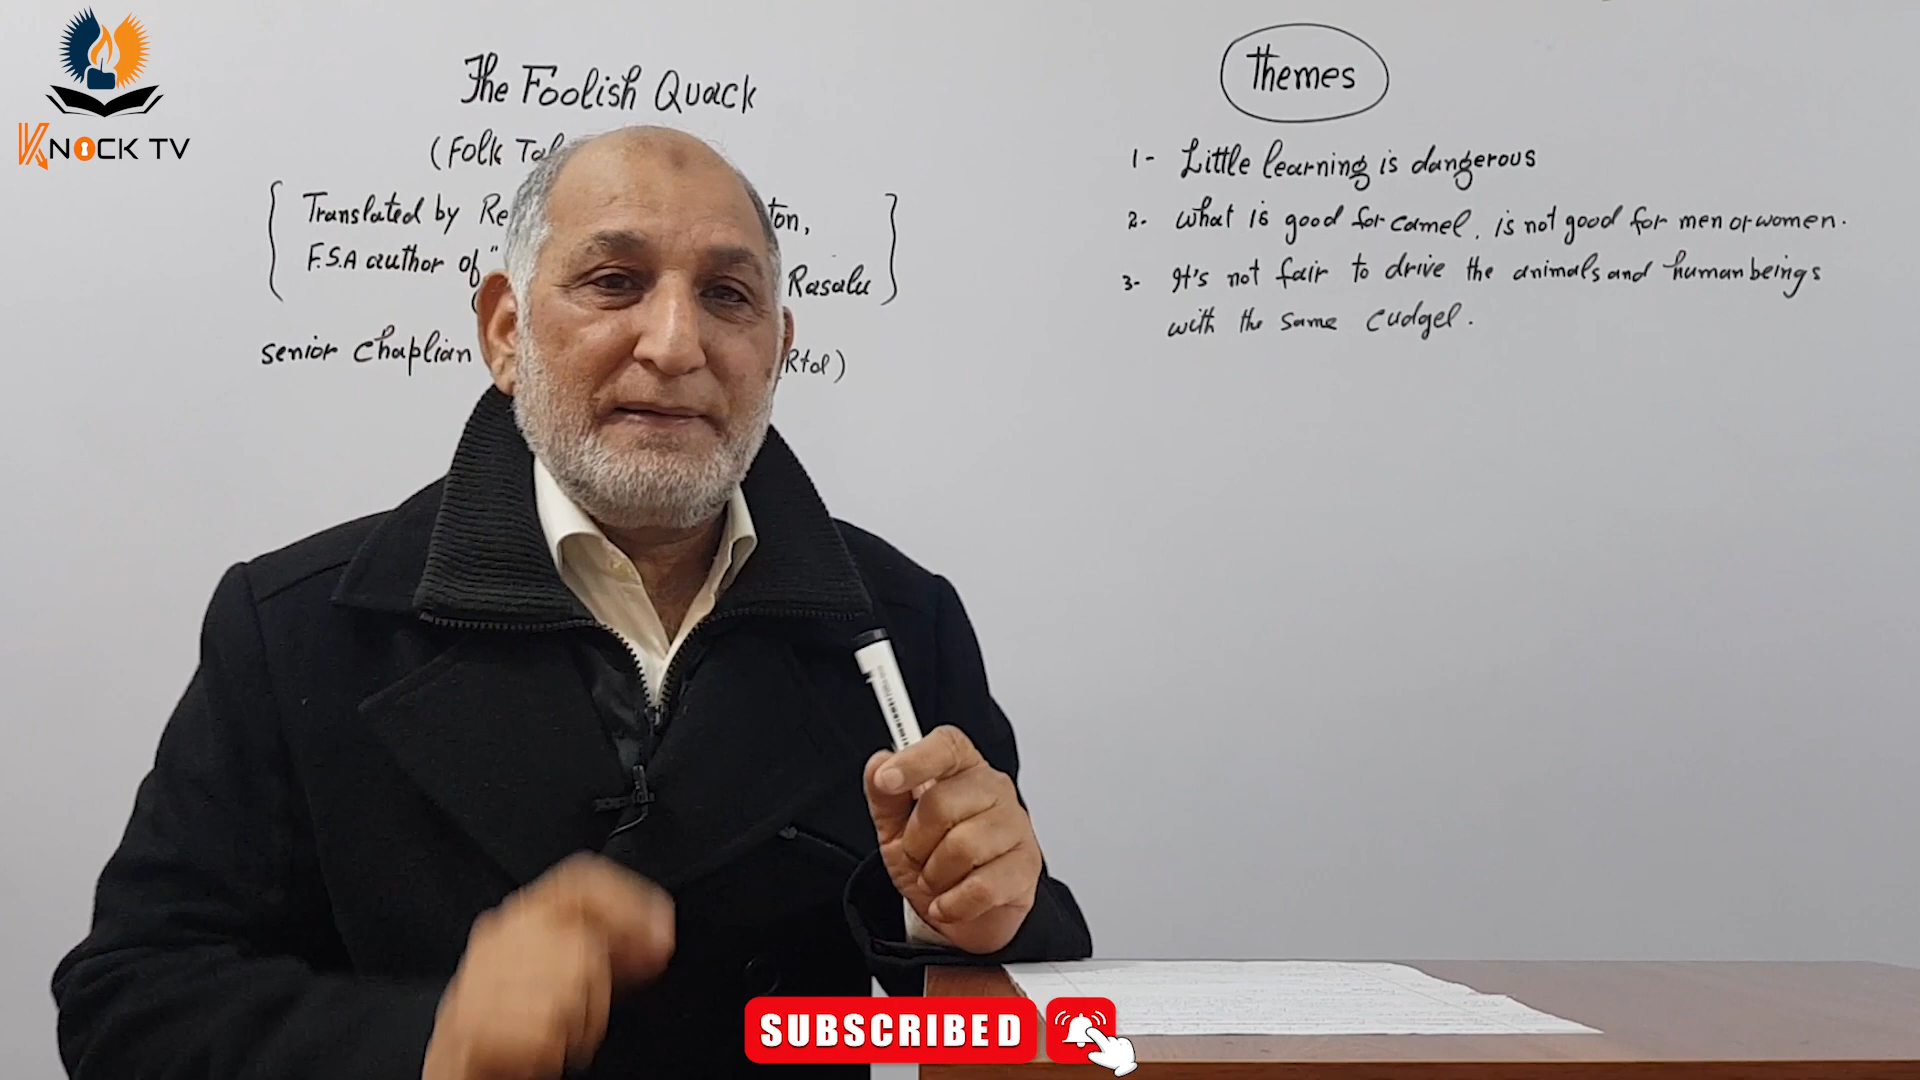 KNOCK TV
The Foolish Quack
(Folk
Translated by ton,
F.S.A author of " Rasalu
senior Chaplian Rtd)
Themes
1- Little learning is dangerous
2. What is good for camel, is not good for men or women.
3- It's not fair to drive the animals and human beings
with the same cudgel.
SUBSCRIBED